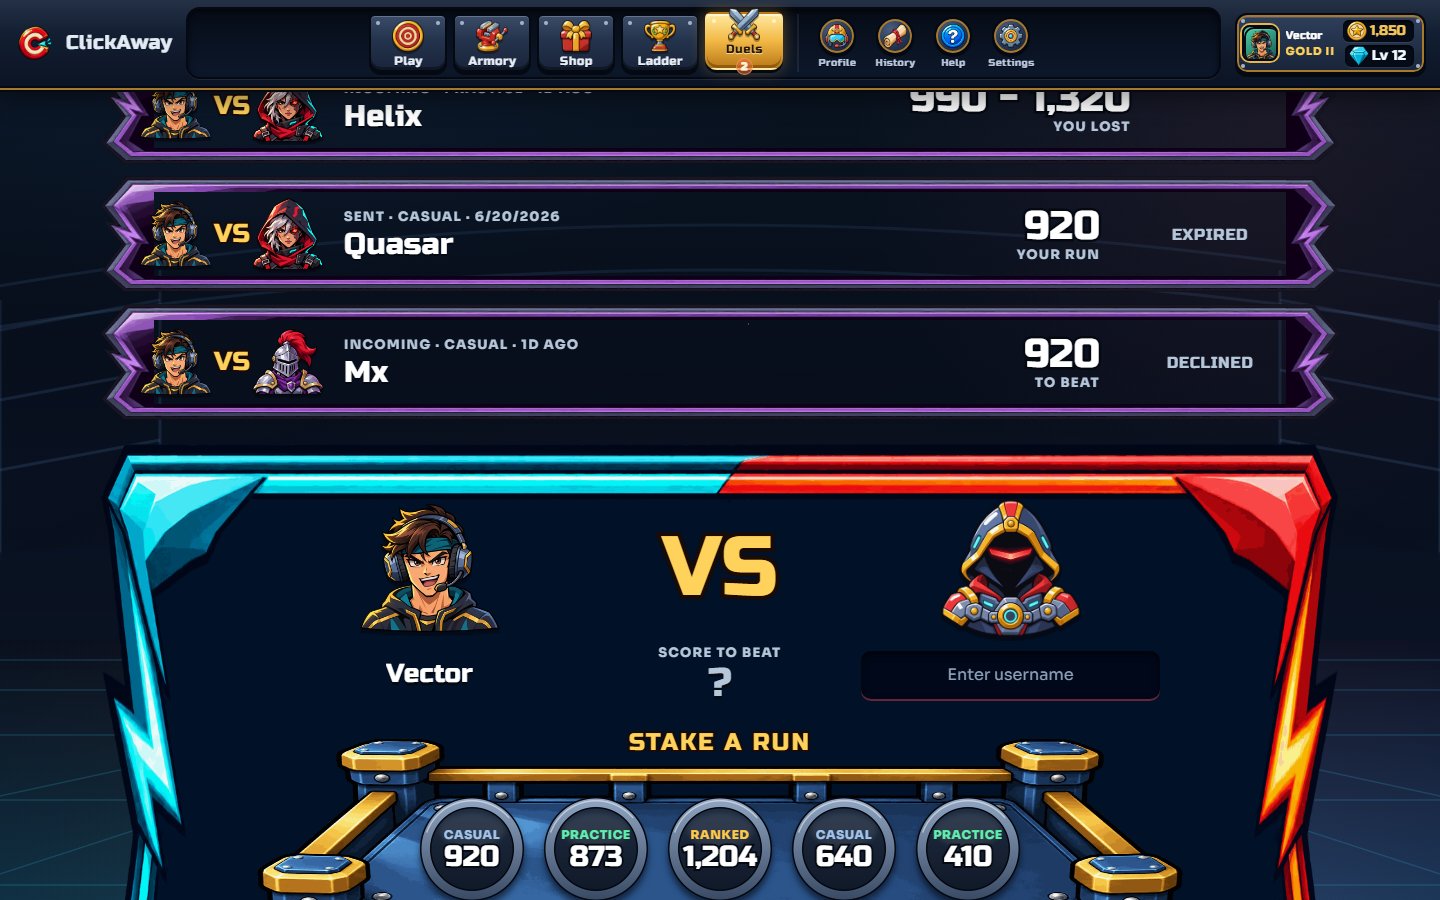 ClickAway
Play
Armory
Shop
Ladder
Duels
2
Profile
History
Help
Settings
Vector
GOLD II
1,850
Lv 12
VS
Helix
990 – 1,320
YOU LOST
VS
SENT · CASUAL · 6/20/2026
Quasar
920
YOUR RUN
EXPIRED
VS
INCOMING · CASUAL · 1D AGO
Mx
920
TO BEAT
DECLINED
VS
Vector
SCORE TO BEAT
?
Enter username
STAKE A RUN
CASUAL
920
PRACTICE
873
RANKED
1,204
CASUAL
640
PRACTICE
410